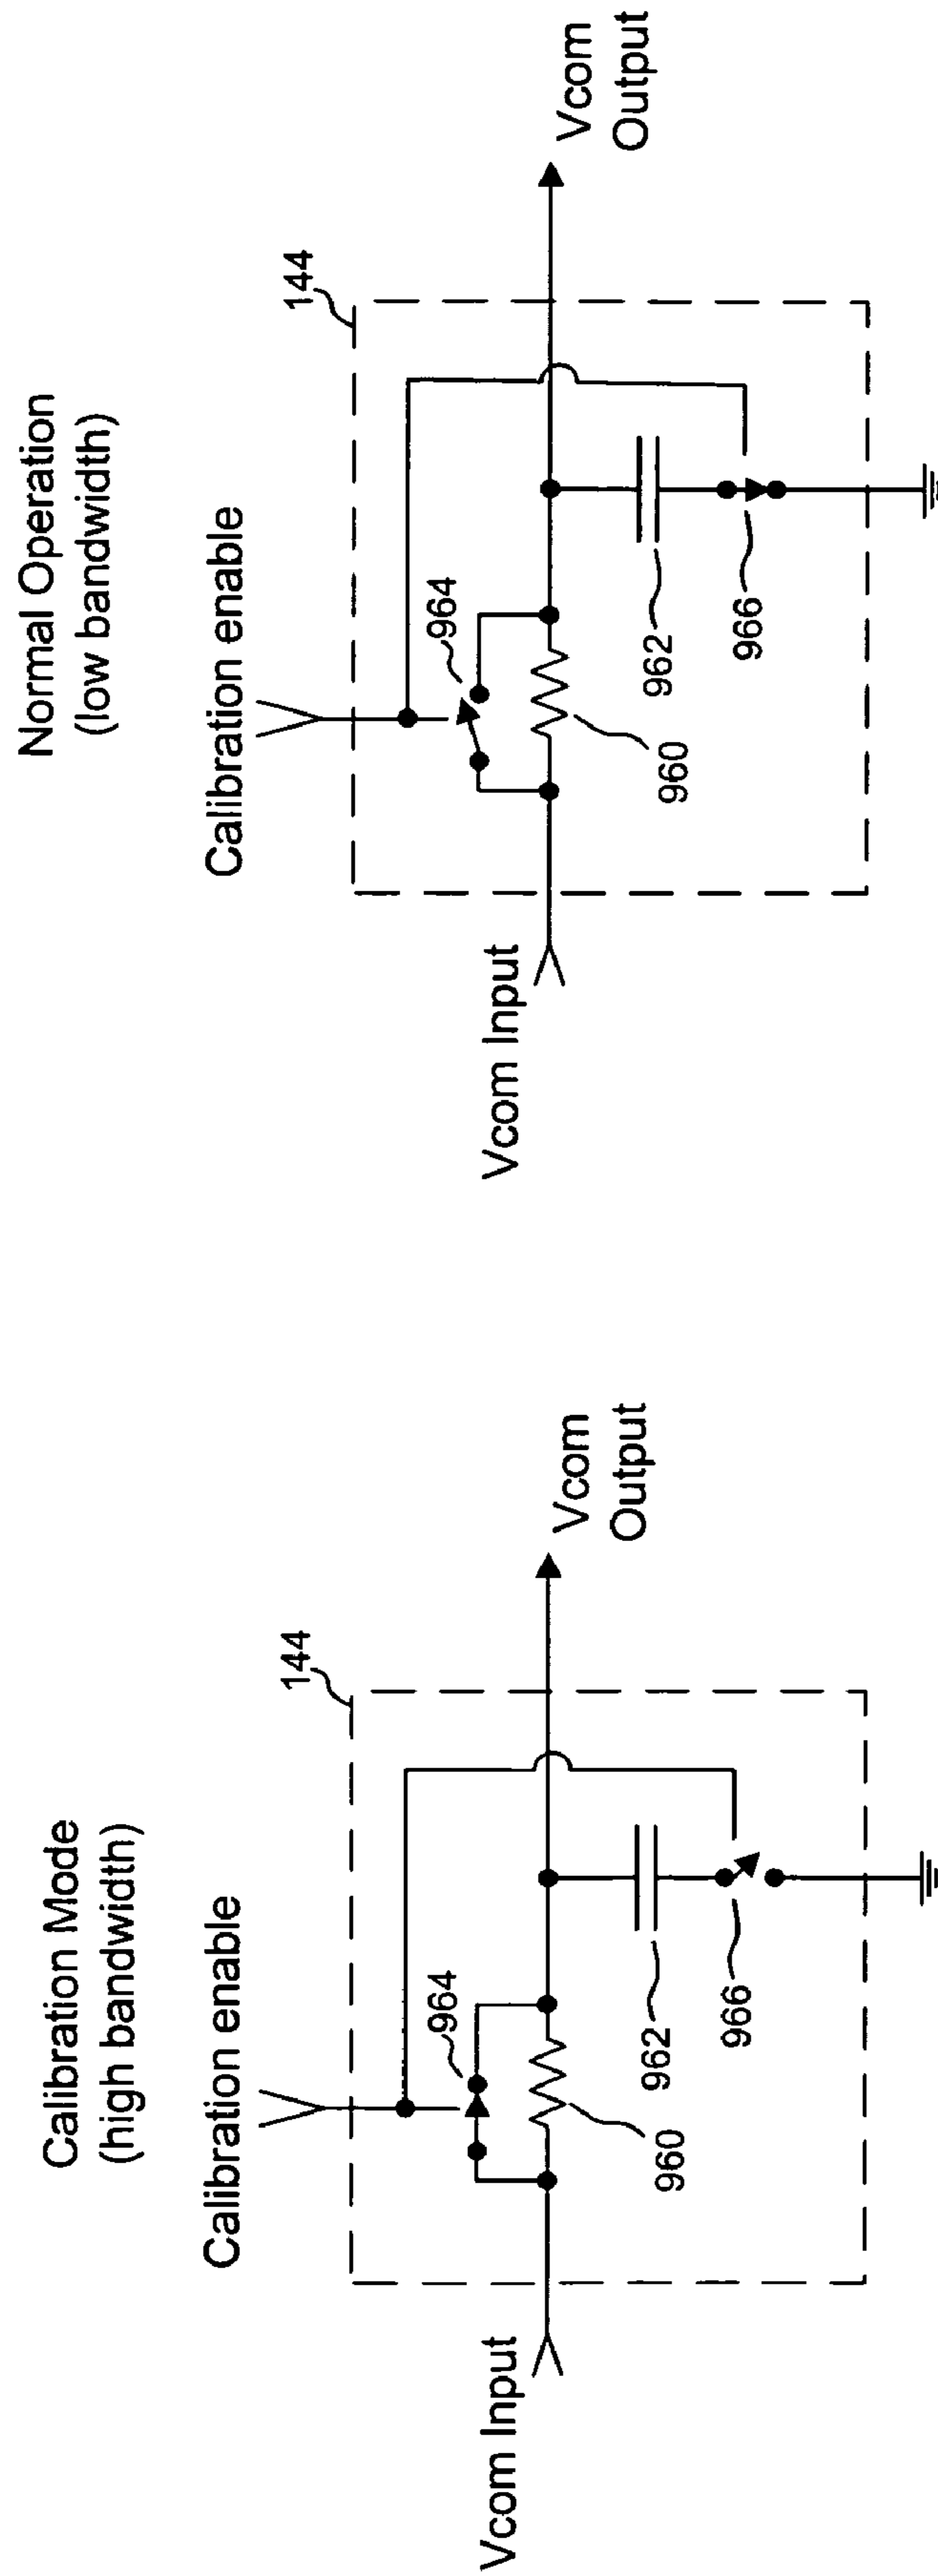 Calibration Mode
(high bandwidth)
Calibration enable
144
964
Vcom Input
Vcom
Output
960
962
966
Normal Operation
(low bandwidth)
Calibration enable
144
964
Vcom Input
Vcom
Output
960
962
966